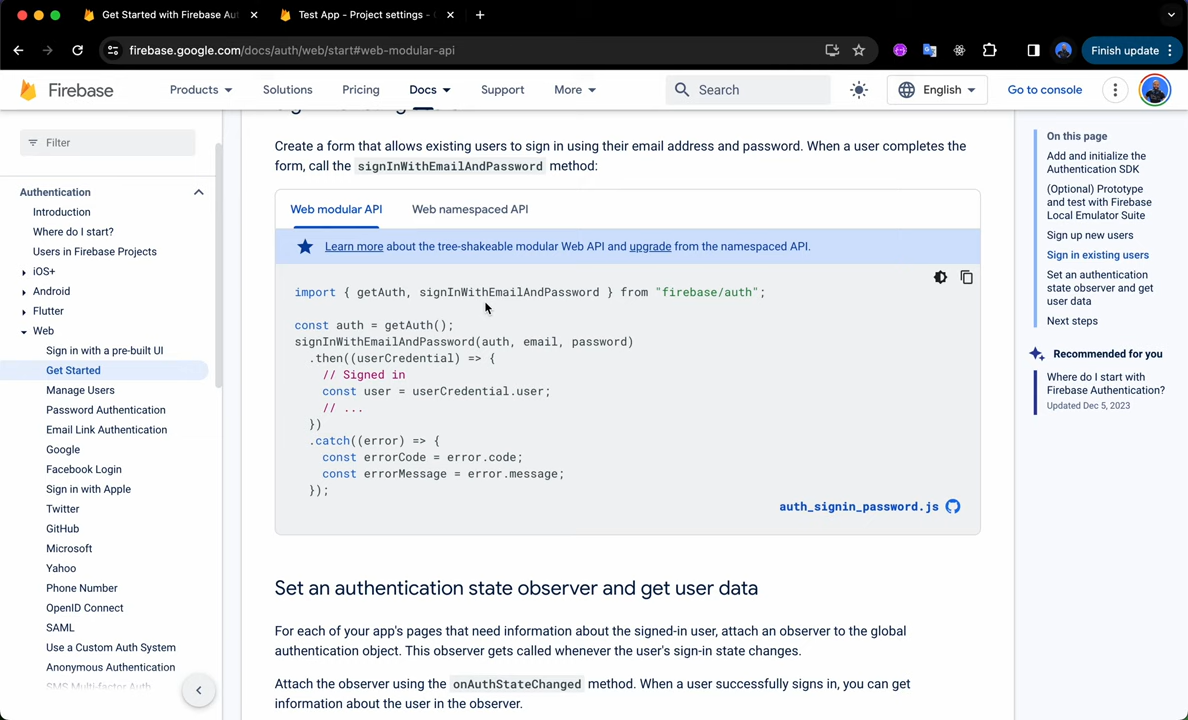 Get Started with Firebase Aut
Test App - Project settings -
firebase.google.com/docs/auth/web/start#web-modular-api
Finish update
Firebase
Products
Solutions
Pricing
Docs
Support
More
Search
English
Go to console
Filter
Authentication
Introduction
Where do I start?
Users in Firebase Projects
iOS+
Android
Flutter
Web
Sign in with a pre-built UI
Get Started
Manage Users
Password Authentication
Email Link Authentication
Google
Facebook Login
Sign in with Apple
Twitter
GitHub
Microsoft
Yahoo
Phone Number
OpenID Connect
SAML
Use a Custom Auth System
Anonymous Authentication
SMS Multi-factor Auth
Create a form that allows existing users to sign in using their email address and password. When a user completes the
form, call the signInWithEmailAndPassword method:
Web modular API
Web namespaced API
Learn more about the tree-shakeable modular Web API and upgrade from the namespaced API.
import { getAuth, signInWithEmailAndPassword } from "firebase/auth";
const auth = getAuth();
signInWithEmailAndPassword(auth, email, password)
.then((userCredential) => {
// Signed in
const user = userCredential.user;
// ...
})
.catch((error) => {
const errorCode = error.code;
const errorMessage = error.message;
});
auth_signin_password.js
Set an authentication state observer and get user data
For each of your app's pages that need information about the signed-in user, attach an observer to the global
authentication object. This observer gets called whenever the user's sign-in state changes.
Attach the observer using the onAuthStateChanged method. When a user successfully signs in, you can get
information about the user in the observer.
On this page
Add and initialize the
Authentication SDK
(Optional) Prototype
and test with Firebase
Local Emulator Suite
Sign up new users
Sign in existing users
Set an authentication
state observer and get
user data
Next steps
Recommended for you
Where do I start with
Firebase Authentication?
Updated Dec 5, 2023